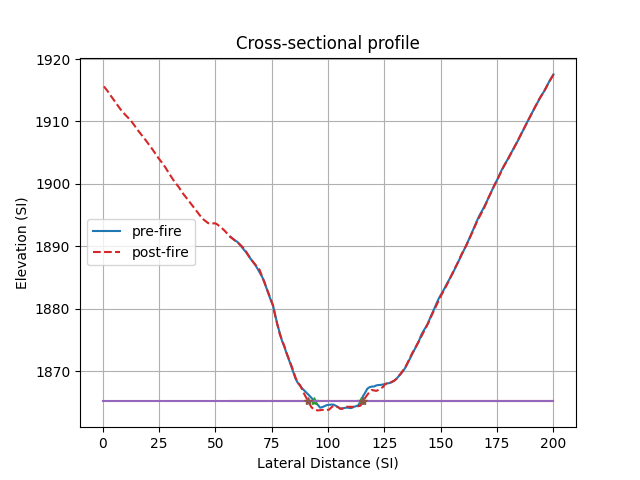 Cross-sectional profile
Elevation (SI)
1920
1910
1900
1890
1880
1870
pre-fire
post-fire
0 25 50 75 100 125 150 175 200
Lateral Distance (SI)